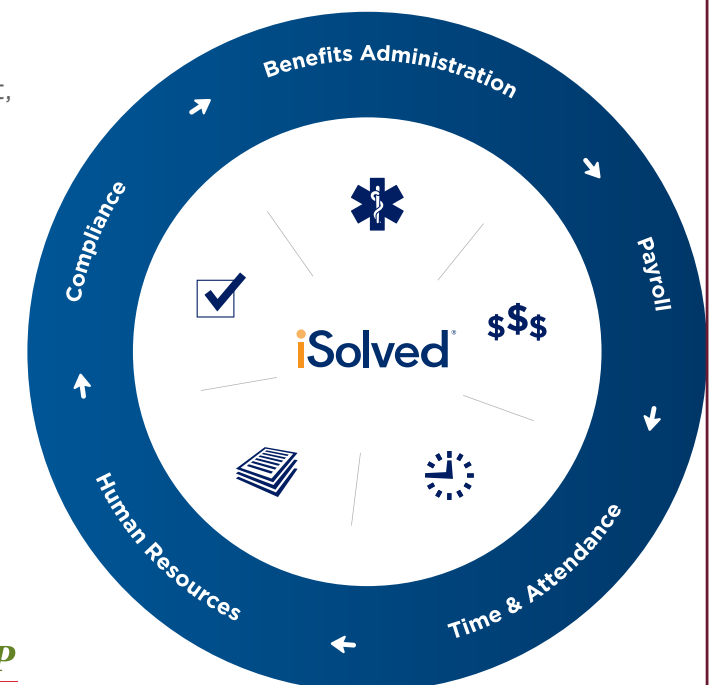 Benefits Administration
Payroll
Time & Attendance
Human Resources
Compliance
$$$
iSolved®
P